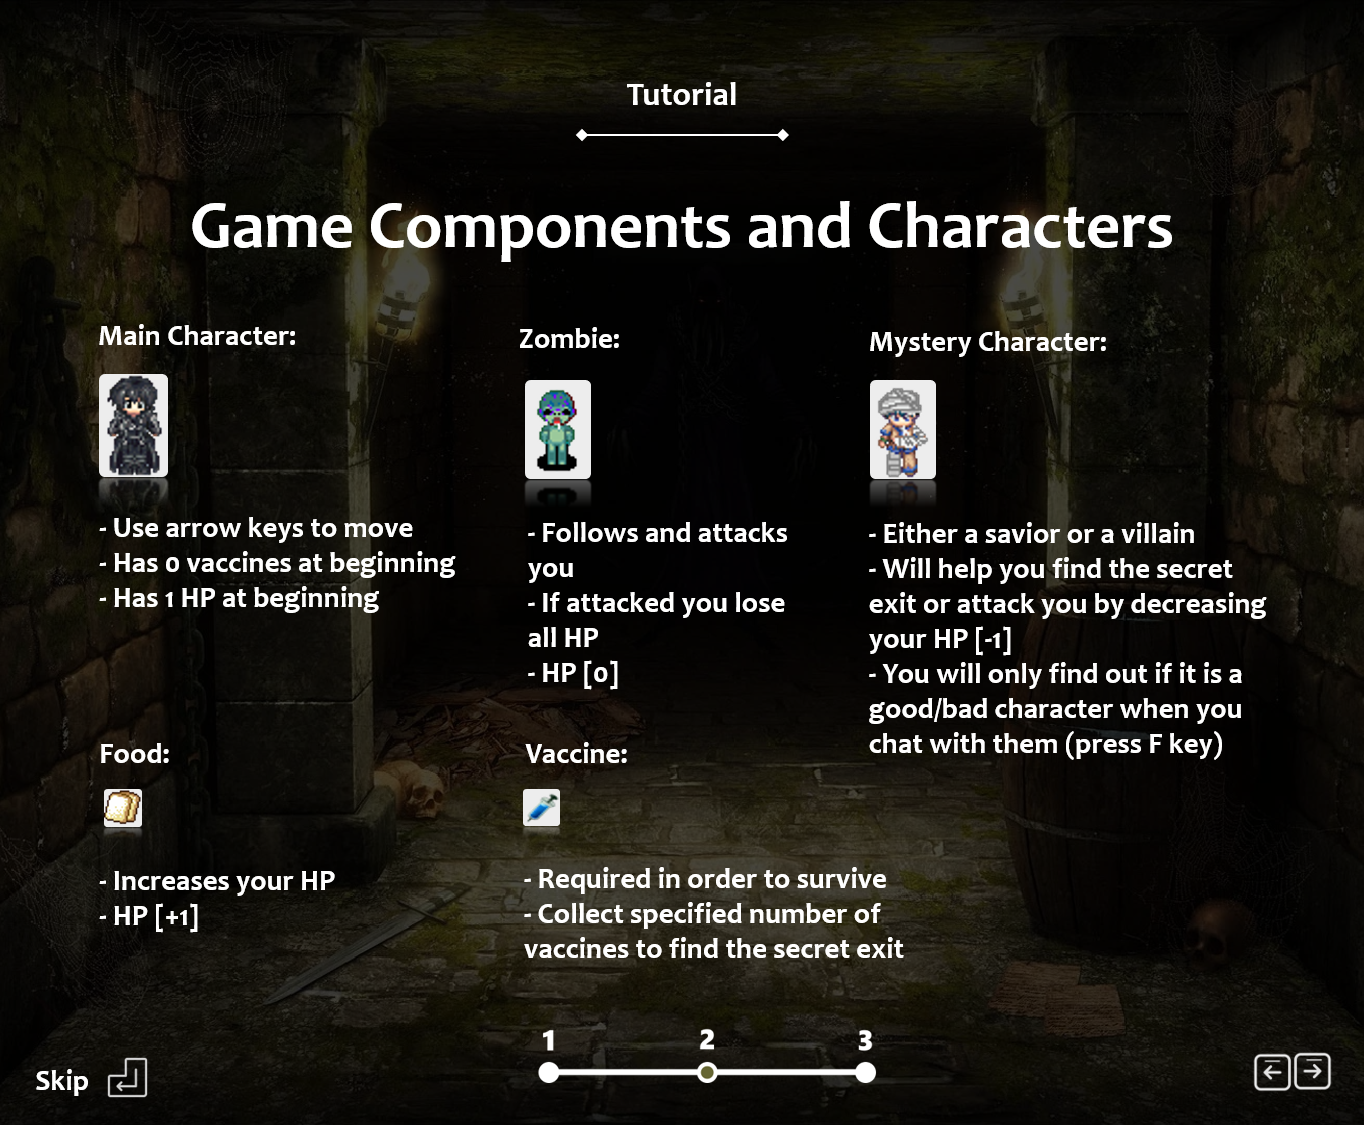 Tutorial
Game Components and Characters
Main Character:
- Use arrow keys to move
- Has 0 vaccines at beginning
- Has 1 HP at beginning
Zombie:
- Follows and attacks
you
- If attacked you lose
all HP
- HP [0]
Mystery Character:
- Either a savior or a villain
- Will help you find the secret
exit or attack you by decreasing
your HP [-1]
- You will only find out if it is a
good/bad character when you
chat with them (press F key)
Food:
- Increases your HP
- HP [+1]
Vaccine:
- Required in order to survive
- Collect specified number of
vaccines to find the secret exit
1 2 3
Skip